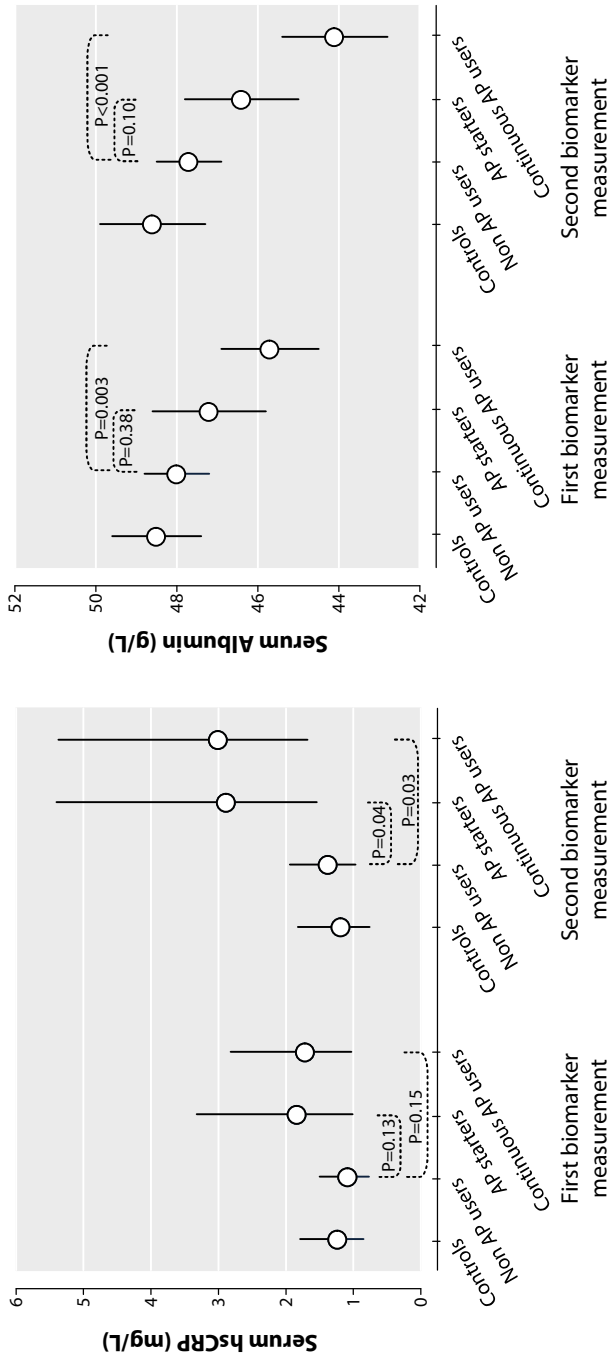 Serum hsCRP (mg/L)
6
5
4
3
2
1
0
P=0.13
P=0.15
P=0.04
P=0.03
Controls
Non AP users
AP starters
Continuous AP users
Controls
Non AP users
AP starters
Continuous AP users
First biomarker
measurement
Second biomarker
measurement
Serum Albumin (g/L)
52
50
48
46
44
42
P=0.003
P=0.38
P<0.001
P=0.10
Controls
Non AP users
AP starters
Continuous AP users
Controls
Non AP users
AP starters
Continuous AP users
First biomarker
measurement
Second biomarker
measurement